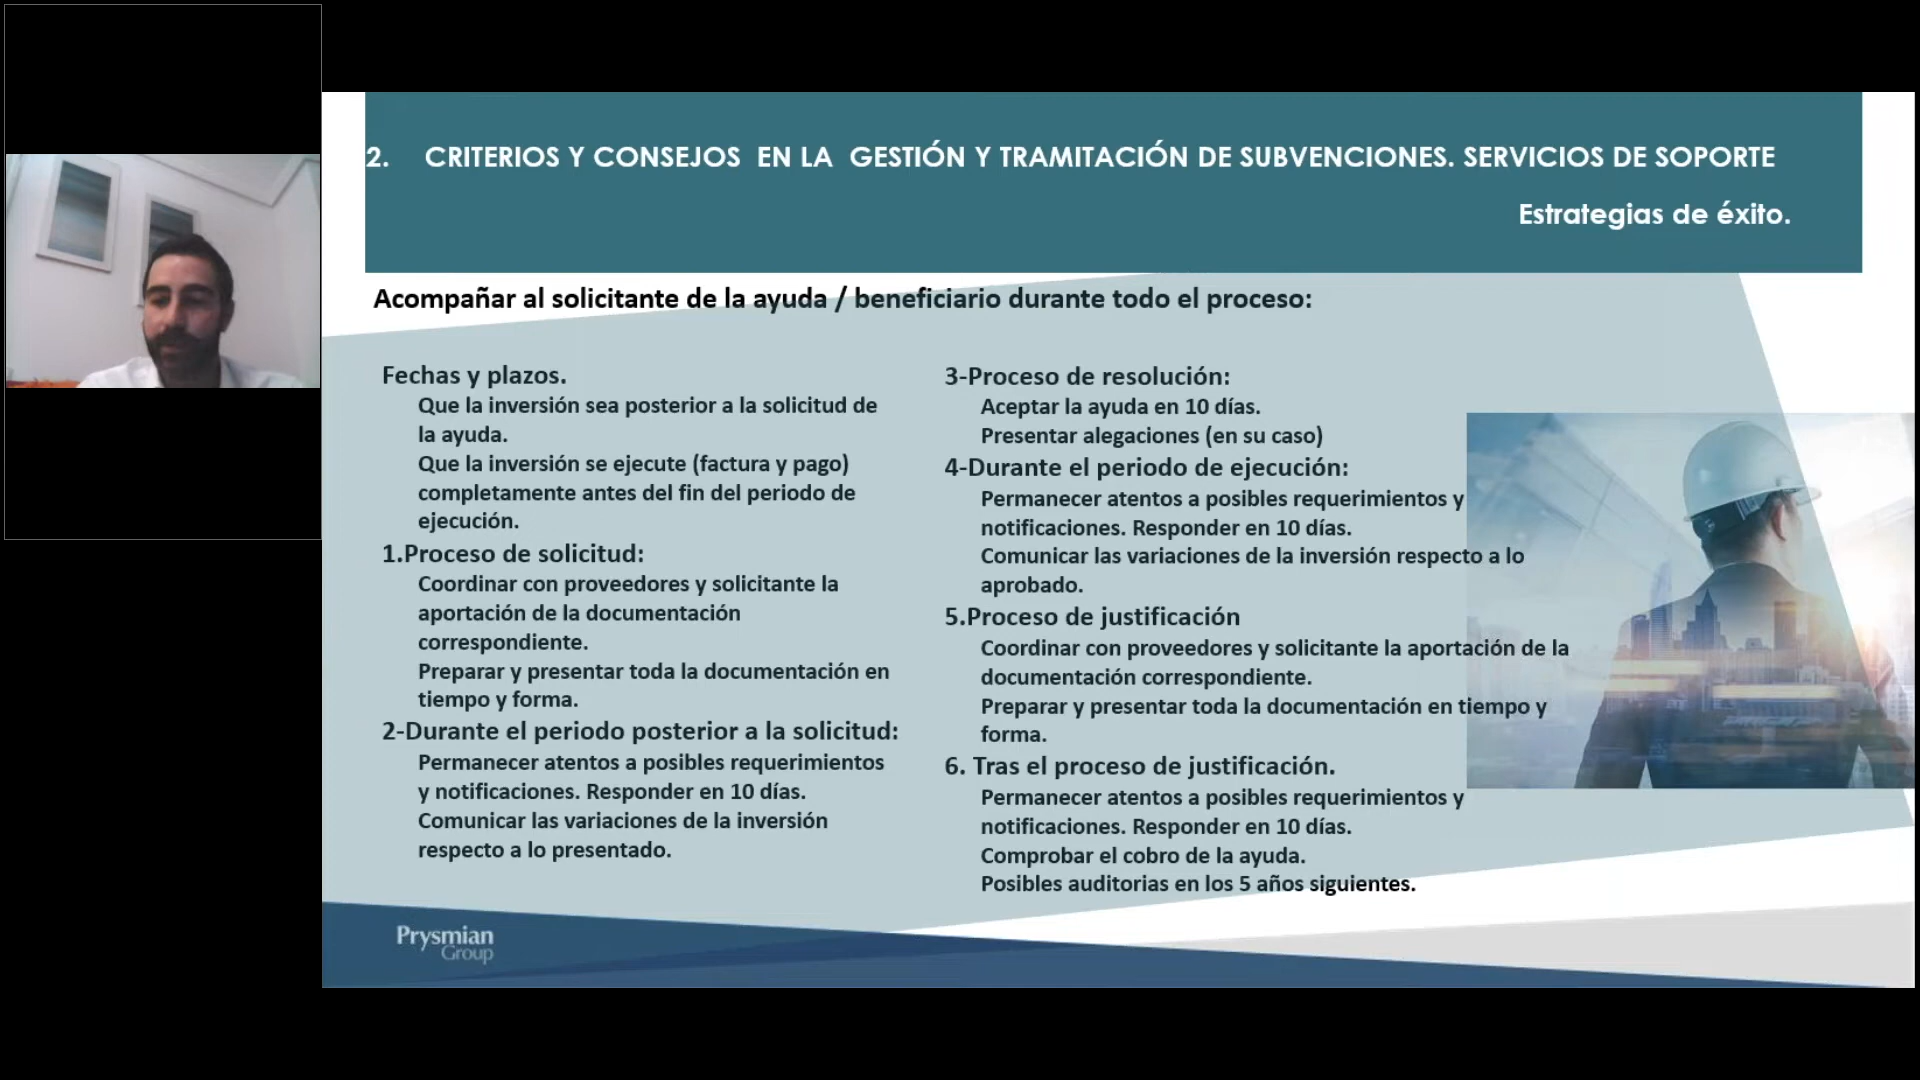 2. CRITERIOS Y CONSEJOS EN LA GESTIÓN Y TRAMITACIÓN DE SUBVENCIONES. SERVICIOS DE SOPORTE
Estrategias de éxito.
Acompañar al solicitante de la ayuda / beneficiario durante todo el proceso:
Fechas y plazos.
Que la inversión sea posterior a la solicitud de
la ayuda.
Que la inversión se ejecute (factura y pago)
completamente antes del fin del periodo de
ejecución.
1.Proceso de solicitud:
Coordinar con proveedores y solicitante la
aportación de la documentación
correspondiente.
Preparar y presentar toda la documentación en
tiempo y forma.
2-Durante el periodo posterior a la solicitud:
Permanecer atentos a posibles requerimientos
y notificaciones. Responder en 10 días.
Comunicar las variaciones de la inversión
respecto a lo presentado.
3-Proceso de resolución:
Aceptar la ayuda en 10 días.
Presentar alegaciones (en su caso)
4-Durante el periodo de ejecución:
Permanecer atentos a posibles requerimientos y
notificaciones. Responder en 10 días.
Comunicar las variaciones de la inversión respecto a lo
aprobado.
5.Proceso de justificación
Coordinar con proveedores y solicitante la aportación de la
documentación correspondiente.
Preparar y presentar toda la documentación en tiempo y
forma.
6. Tras el proceso de justificación.
Permanecer atentos a posibles requerimientos y
notificaciones. Responder en 10 días.
Comprobar el cobro de la ayuda.
Posibles auditorias en los 5 años siguientes.
Prysmian
Group